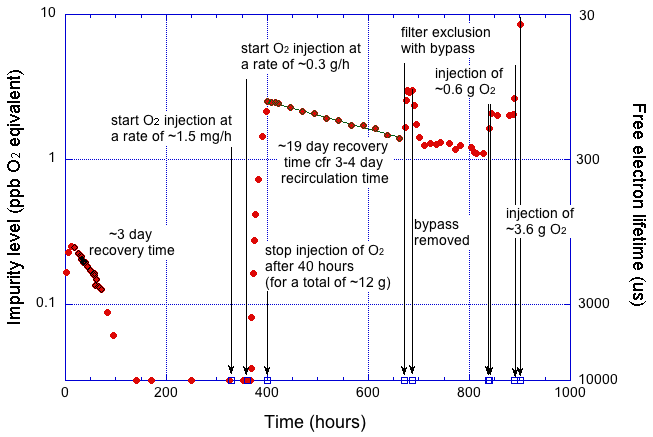 10
30
filter exclusion
with bypass
start O2 injection at
a rate of ~0.3 g/h
injection of
~0.6 g O2
start O2 injection at
a rate of ~1.5 mg/h
~19 day recovery
time cfr 3-4 day
recirculation time
1
300
~3 day
recovery time
injection of
~3.6 g O2
bypass
removed
stop injection of O2
after 40 hours
(for a total of ~12 g)
0.1
3000
10000
0
200
400
600
800
1000
Time (hours)
Impurity level (ppb O2 eqivalent)
Free electron lifetime (us)